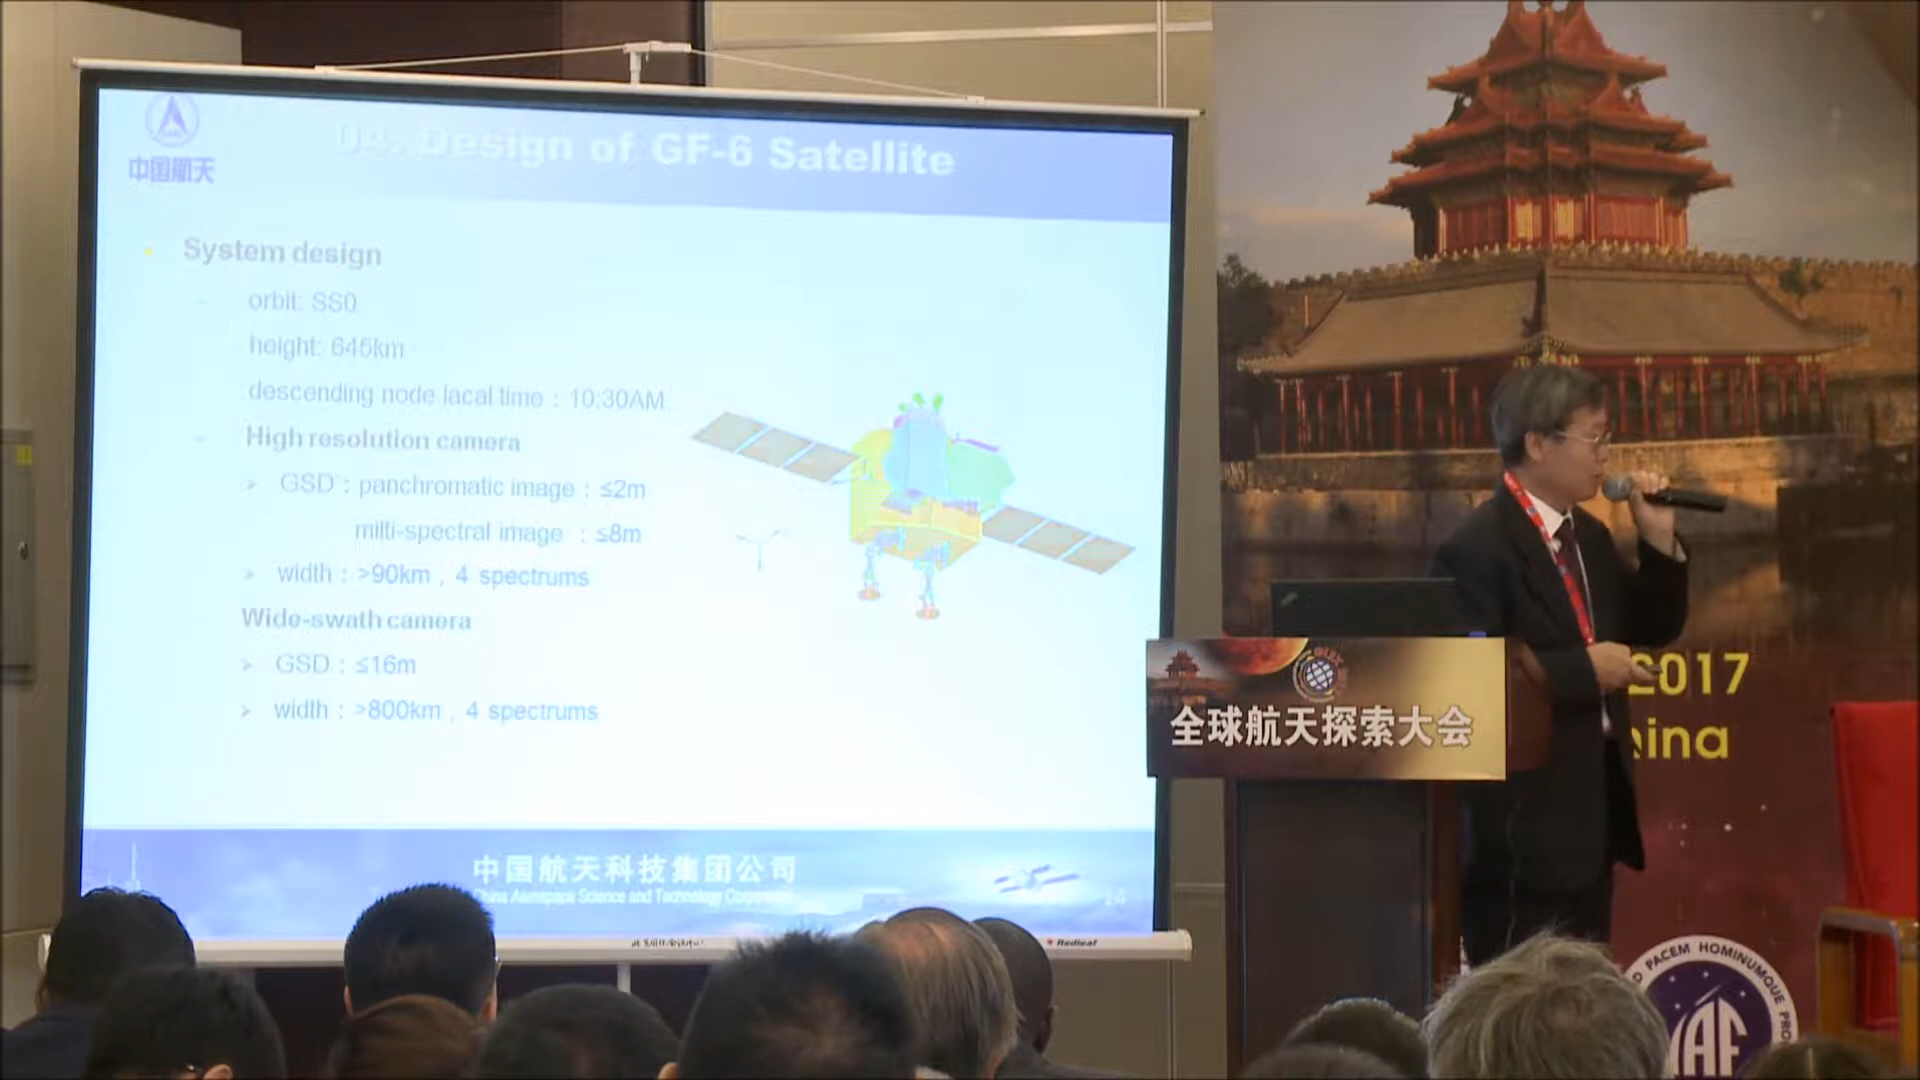 中国航天
Design of GF-6 Satellite
System design
orbit: SS0
height: 645km
descending node lacal time : 10:30AM
High resolution camera
GSD : panchromatic image : ≤2m
milti-spectral image : ≤8m
width : >90km , 4 spectrums
Wide-swath camera
GSD : ≤16m
width : >800km , 4 spectrums
中国航天科技集团公司
China Aerospace Science and Technology
14
Redleaf
全球航天探索大会
2017
PACEM HOMINUMQUE
IAF